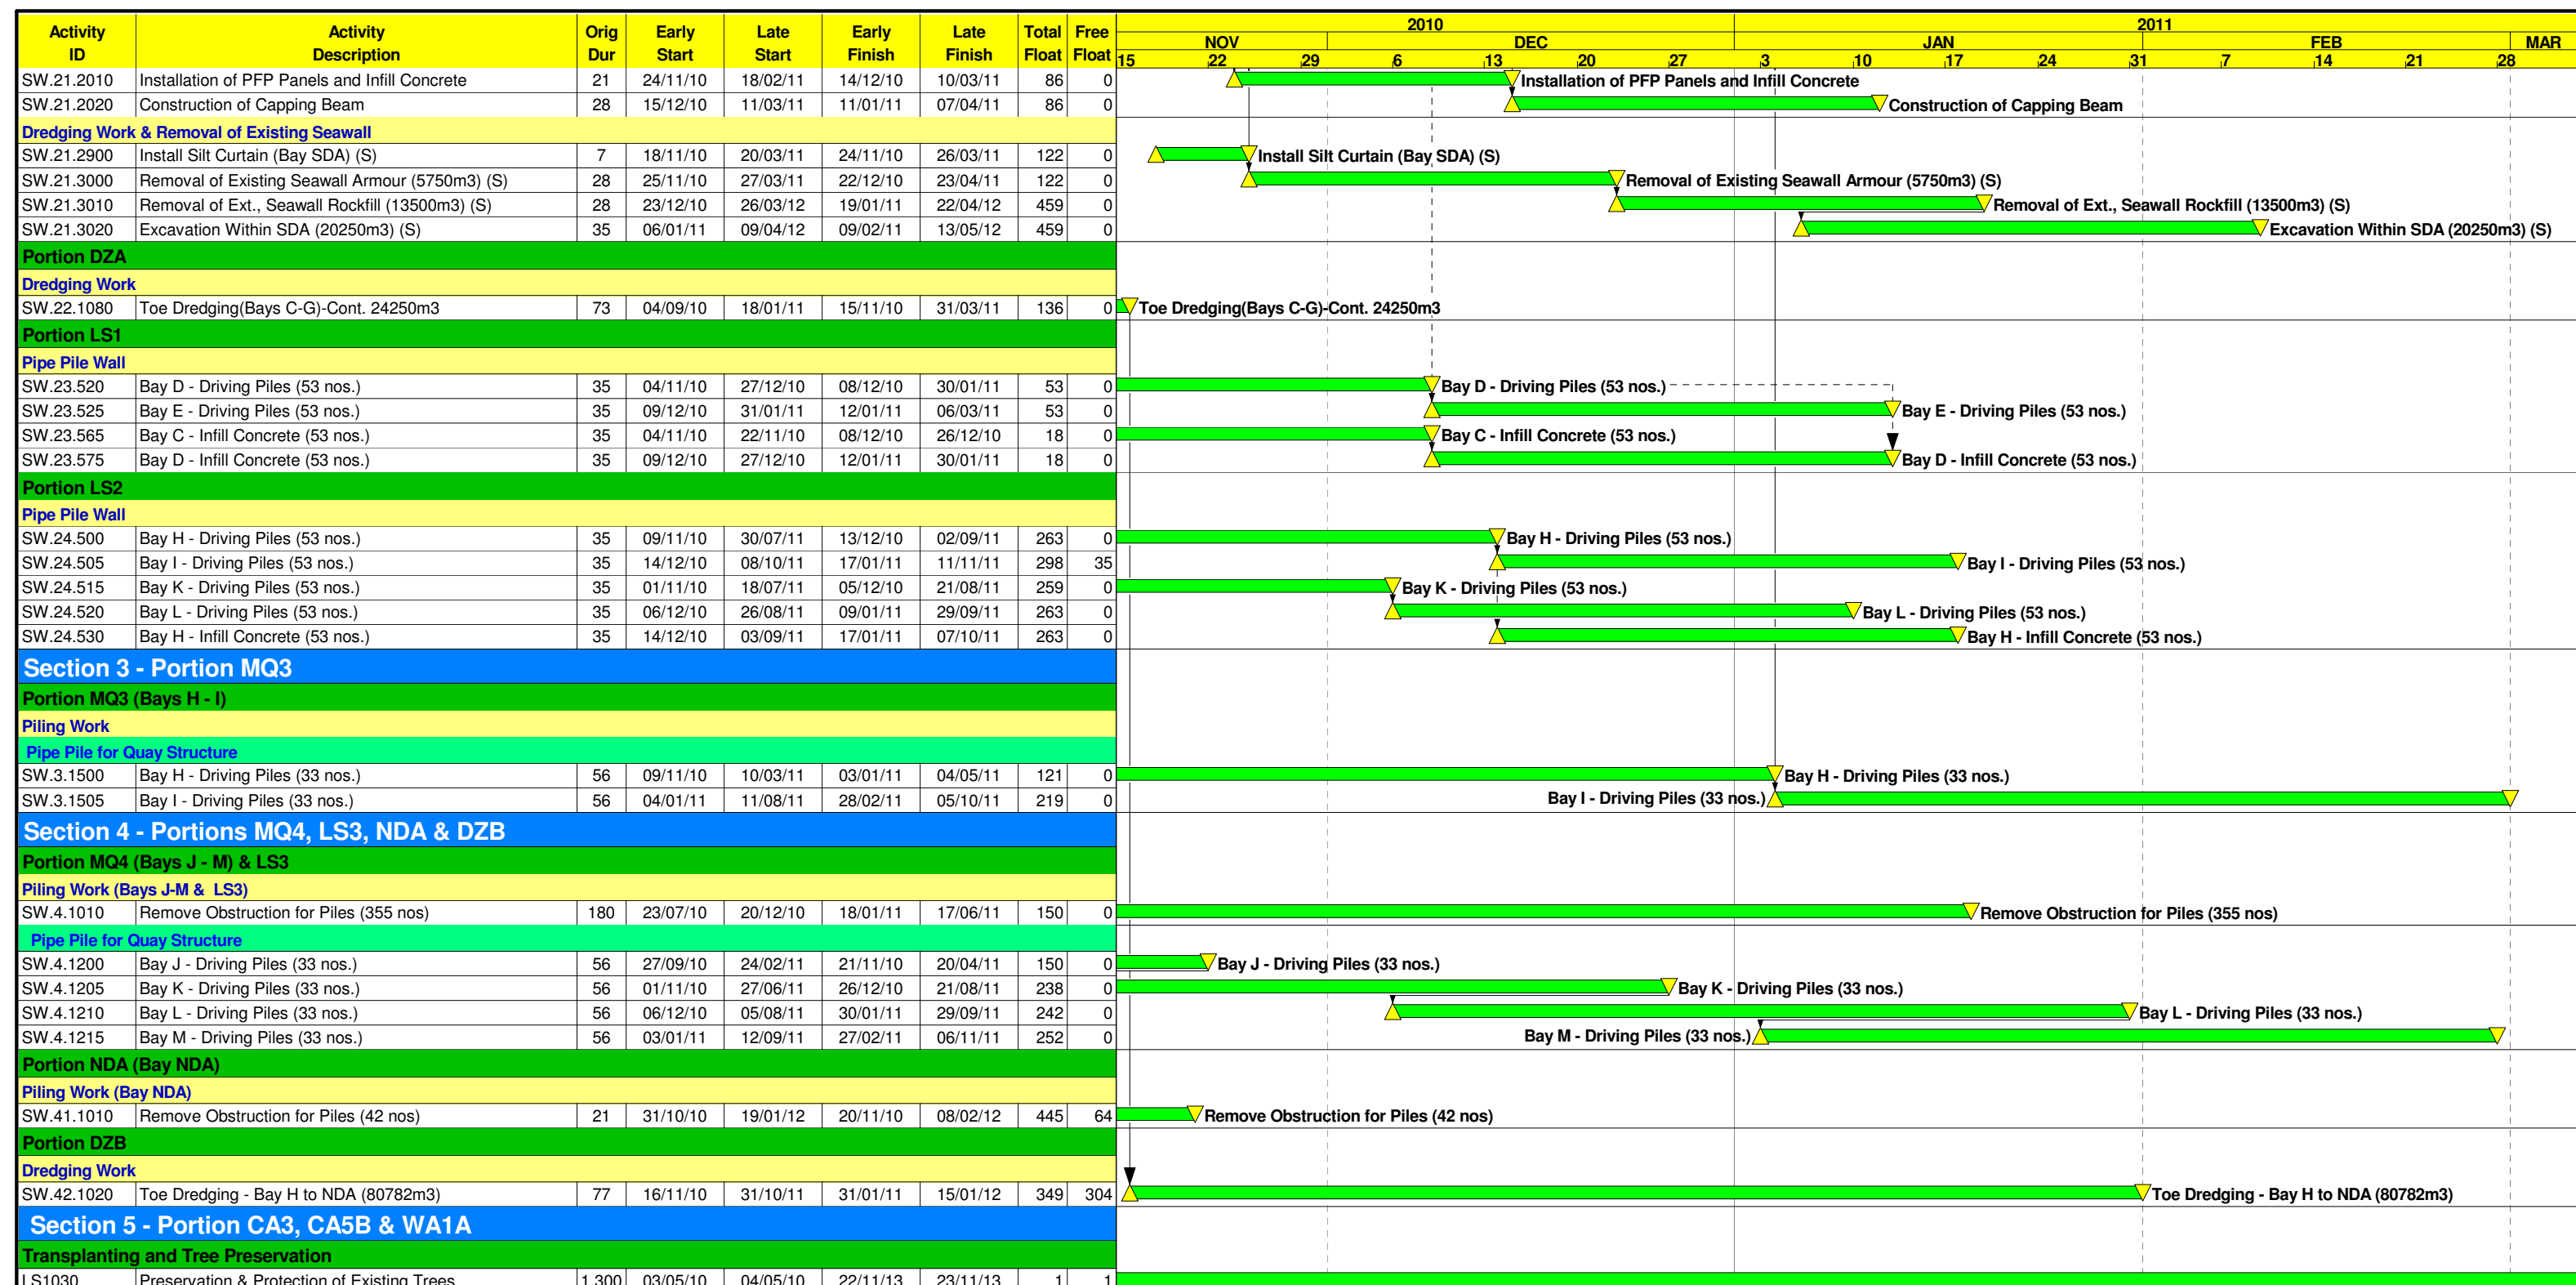 Activity Activity Orig Early Late Early Late Total Free 2010 2011
ID Description Dur Start Start Finish Finish Float Float NOV DEC JAN FEB MAR
15 22 29 6 13 20 27 3 10 17 24 31 7 14 21 28
SW.21.2010 Installation of PFP Panels and Infill Concrete 21 24/11/10 18/02/11 14/12/10 10/03/11 86 0 Installation of PFP Panels and Infill Concrete
SW.21.2020 Construction of Capping Beam 28 15/12/10 11/03/11 11/01/11 07/04/11 86 0 Construction of Capping Beam
Dredging Work & Removal of Existing Seawall
SW.21.2900 Install Silt Curtain (Bay SDA) (S) 7 18/11/10 20/03/11 24/11/10 26/03/11 122 0 Install Silt Curtain (Bay SDA) (S)
SW.21.3000 Removal of Existing Seawall Armour (5750m3) (S) 28 25/11/10 27/03/11 22/12/10 23/04/11 122 0 Removal of Existing Seawall Armour (5750m3) (S)
SW.21.3010 Removal of Ext., Seawall Rockfill (13500m3) (S) 28 23/12/10 26/03/12 19/01/11 22/04/12 459 0 Removal of Ext., Seawall Rockfill (13500m3) (S)
SW.21.3020 Excavation Within SDA (20250m3) (S) 35 06/01/11 09/04/12 09/02/11 13/05/12 459 0 Excavation Within SDA (20250m3) (S)
Portion DZA
Dredging Work
SW.22.1080 Toe Dredging(Bays C-G)-Cont. 24250m3 73 04/09/10 18/01/11 15/11/10 31/03/11 136 0 Toe Dredging(Bays C-G)-Cont. 24250m3
Portion LS1
Pipe Pile Wall
SW.23.520 Bay D - Driving Piles (53 nos.) 35 04/11/10 27/12/10 08/12/10 30/01/11 53 0 Bay D - Driving Piles (53 nos.)
SW.23.525 Bay E - Driving Piles (53 nos.) 35 09/12/10 31/01/11 12/01/11 06/03/11 53 0 Bay E - Driving Piles (53 nos.)
SW.23.565 Bay C - Infill Concrete (53 nos.) 35 04/11/10 22/11/10 08/12/10 26/12/10 18 0 Bay C - Infill Concrete (53 nos.)
SW.23.575 Bay D - Infill Concrete (53 nos.) 35 09/12/10 27/12/10 12/01/11 30/01/11 18 0 Bay D - Infill Concrete (53 nos.)
Portion LS2
Pipe Pile Wall
SW.24.500 Bay H - Driving Piles (53 nos.) 35 09/11/10 30/07/11 13/12/10 02/09/11 263 0 Bay H - Driving Piles (53 nos.)
SW.24.505 Bay I - Driving Piles (53 nos.) 35 14/12/10 08/10/11 17/01/11 11/11/11 298 35 Bay I - Driving Piles (53 nos.)
SW.24.515 Bay K - Driving Piles (53 nos.) 35 01/11/10 18/07/11 05/12/10 21/08/11 259 0 Bay K - Driving Piles (53 nos.)
SW.24.520 Bay L - Driving Piles (53 nos.) 35 06/12/10 26/08/11 09/01/11 29/09/11 263 0 Bay L - Driving Piles (53 nos.)
SW.24.530 Bay H - Infill Concrete (53 nos.) 35 14/12/10 03/09/11 17/01/11 07/10/11 263 0 Bay H - Infill Concrete (53 nos.)
Section 3 - Portion MQ3
Portion MQ3 (Bays H - I)
Piling Work
Pipe Pile for Quay Structure
SW.3.1500 Bay H - Driving Piles (33 nos.) 56 09/11/10 10/03/11 03/01/11 04/05/11 121 0 Bay H - Driving Piles (33 nos.)
SW.3.1505 Bay I - Driving Piles (33 nos.) 56 04/01/11 11/08/11 28/02/11 05/10/11 219 0 Bay I - Driving Piles (33 nos.)
Section 4 - Portions MQ4, LS3, NDA & DZB
Portion MQ4 (Bays J - M) & LS3
Piling Work (Bays J-M & LS3)
SW.4.1010 Remove Obstruction for Piles (355 nos) 180 23/07/10 20/12/10 18/01/11 17/06/11 150 0 Remove Obstruction for Piles (355 nos)
Pipe Pile for Quay Structure
SW.4.1200 Bay J - Driving Piles (33 nos.) 56 27/09/10 24/02/11 21/11/10 20/04/11 150 0 Bay J - Driving Piles (33 nos.)
SW.4.1205 Bay K - Driving Piles (33 nos.) 56 01/11/10 27/06/11 26/12/10 21/08/11 238 0 Bay K - Driving Piles (33 nos.)
SW.4.1210 Bay L - Driving Piles (33 nos.) 56 06/12/10 05/08/11 30/01/11 29/09/11 242 0 Bay L - Driving Piles (33 nos.)
SW.4.1215 Bay M - Driving Piles (33 nos.) 56 03/01/11 12/09/11 27/02/11 06/11/11 252 0 Bay M - Driving Piles (33 nos.)
Portion NDA (Bay NDA)
Piling Work (Bay NDA)
SW.41.1010 Remove Obstruction for Piles (42 nos) 21 31/10/10 19/01/12 20/11/10 08/02/12 445 64 Remove Obstruction for Piles (42 nos)
Portion DZB
Dredging Work
SW.42.1020 Toe Dredging - Bay H to NDA (80782m3) 77 16/11/10 31/10/11 31/01/11 15/01/12 349 304 Toe Dredging - Bay H to NDA (80782m3)
Section 5 - Portion CA3, CA5B & WA1A
Transplanting and Tree Preservation
LS1030 Preservation & Protection of Existing Trees 1,300 03/05/10 04/05/10 22/11/13 23/11/13 1 1